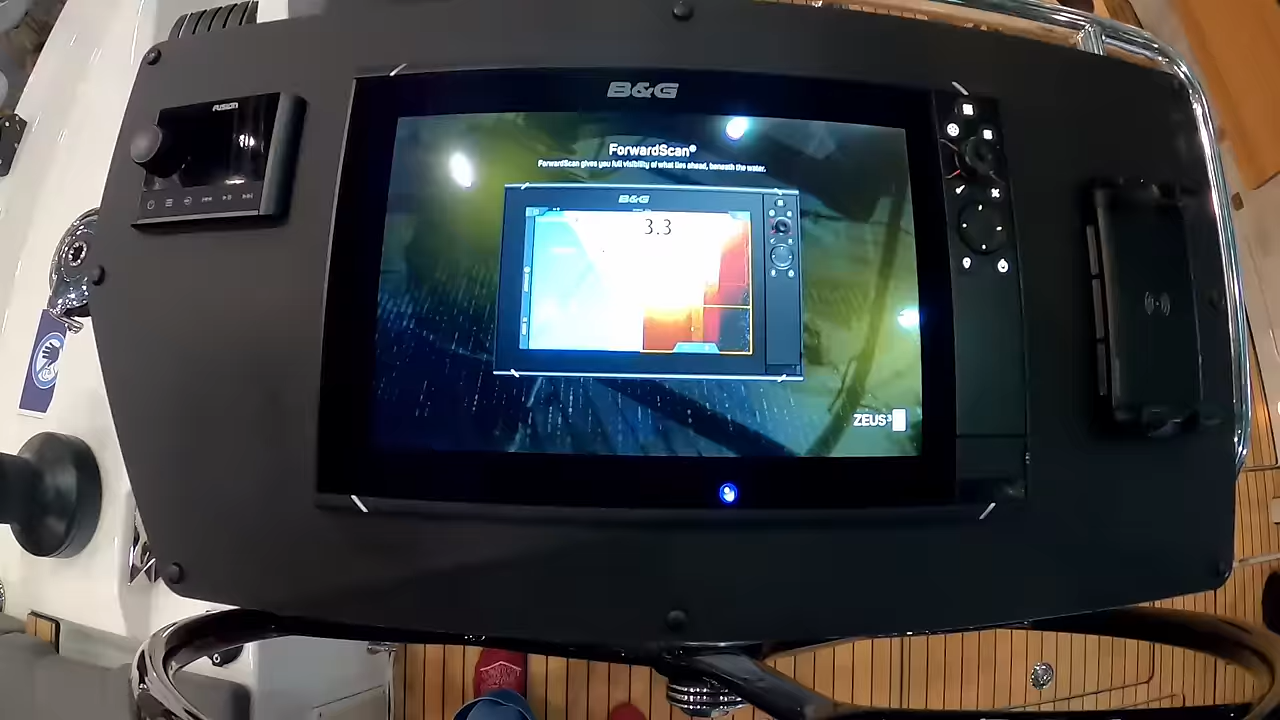 FUSION
B&G
ForwardScan®
ForwardScan gives you full visibility of what lies ahead, beneath the water.
B&G
3.3
ZEUS³